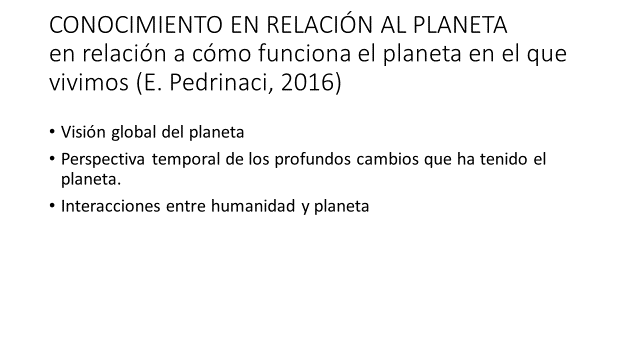 CONOCIMIENTO EN RELACIÓN AL PLANETA
en relación a cómo funciona el planeta en el que
vivimos (E. Pedrinaci, 2016)
• Visión global del planeta
• Perspectiva temporal de los profundos cambios que ha tenido el
planeta.
• Interacciones entre humanidad y planeta